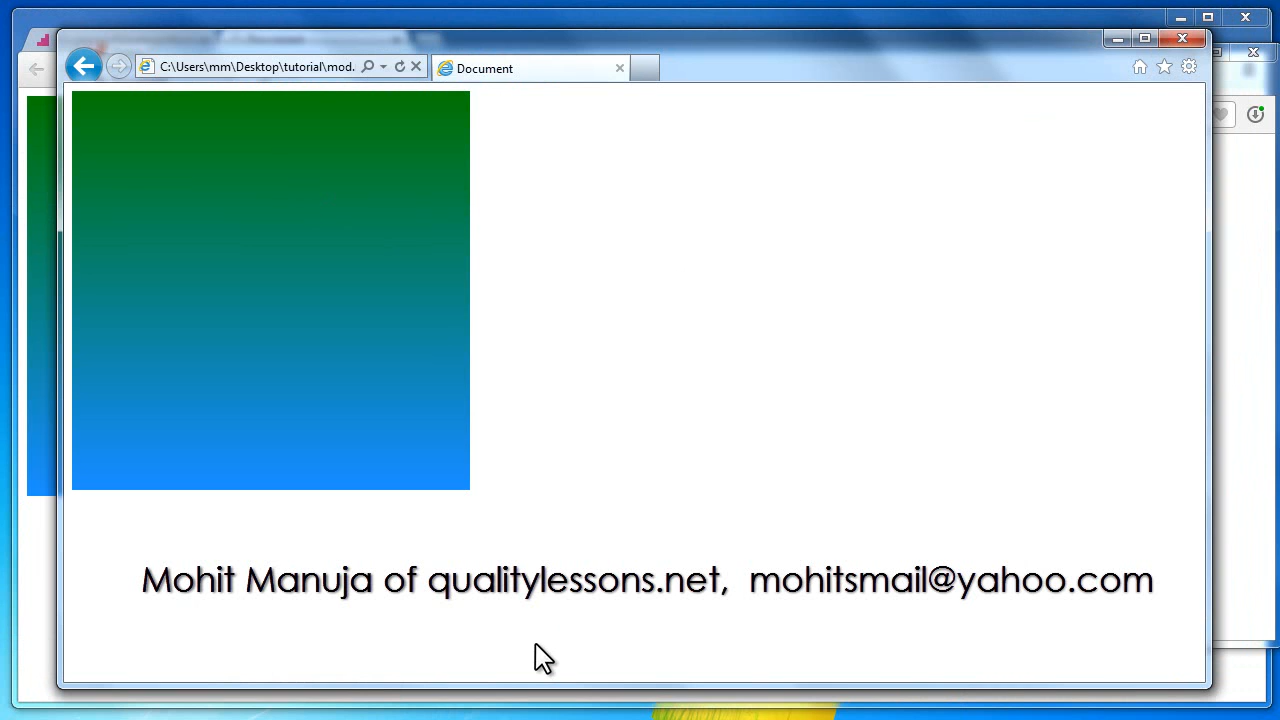 C:\Users\mm\Desktop\tutorial\mod.
Document
Mohit Manuja of qualitylessons.net, mohitsmail@yahoo.com